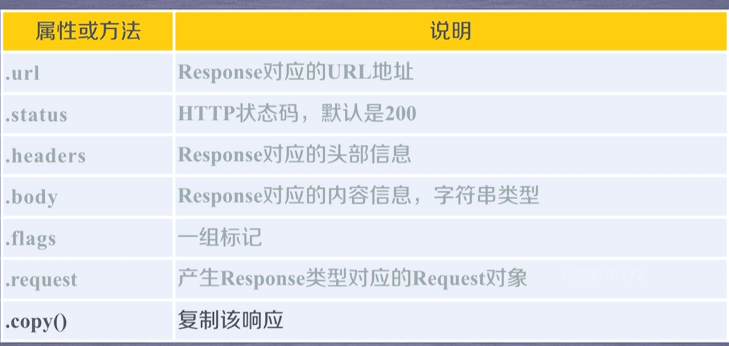 属性或方法 说明
.url Response对应的URL地址
.status HTTP状态码，默认是200
.headers Response对应的头部信息
.body Response对应的内容信息，字符串类型
.flags 一组标记
.request 产生Response类型对应的Request对象
.copy() 复制该响应